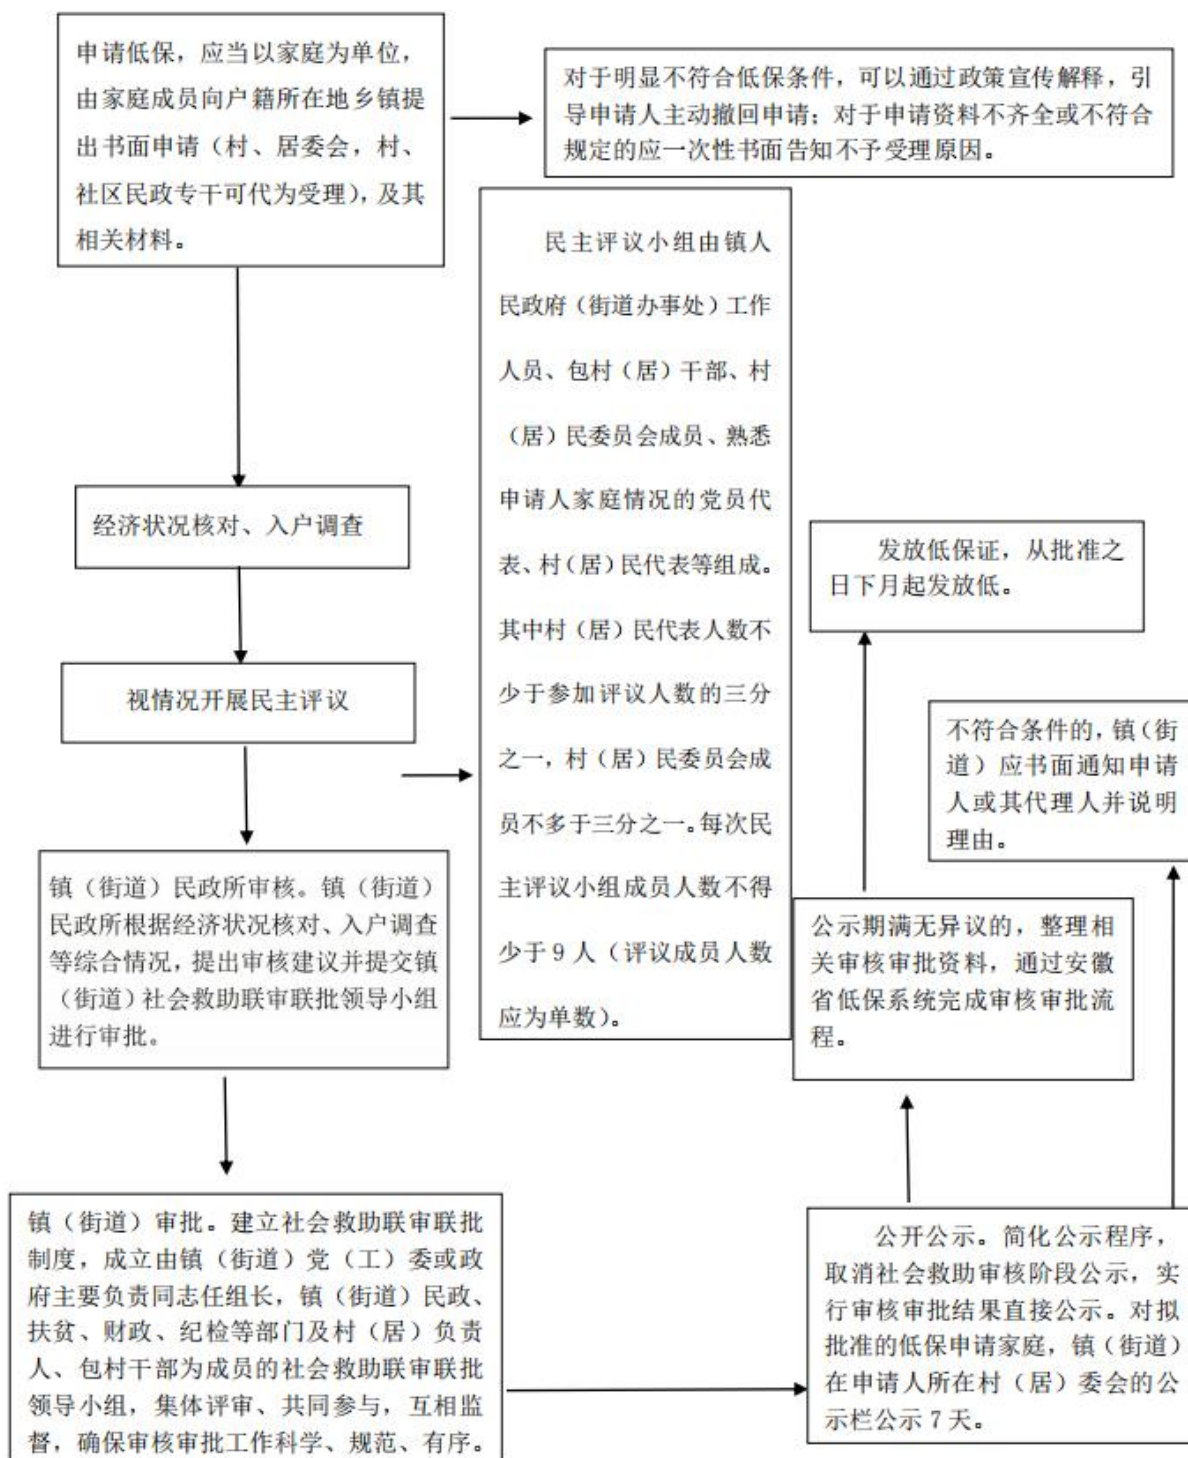 申请低保，应当以家庭为单位，
由家庭成员向户籍所在地乡镇提
出书面申请（村、居委会，村、
社区民政专干可代为受理），及其
相关材料。
对于明显不符合低保条件，可以通过政策宣传解释，引
导申请人主动撤回申请；对于申请资料不齐全或不符合
规定的应一次性书面告知不予受理原因。
经济状况核对、入户调查
视情况开展民主评议
民主评议小组由镇人
民政府（街道办事处）工作
人员、包村（居）干部、村
（居）民委员会成员、熟悉
申请人家庭情况的党员代
表、村（居）民代表等组成。
其中村（居）民代表人数不
少于参加评议人数的三分
之一，村（居）民委员会成
员不多于三分之一。每次民
主评议小组成员人数不得
少于9人（评议成员人数
应为单数）。
镇（街道）民政所审核。镇（街道）
民政所根据经济状况核对、入户调查
等综合情况，提出审核建议并提交镇
（街道）社会救助联审联批领导小组
进行审批。
镇（街道）审批。建立社会救助联审联批
制度，成立由镇（街道）党（工）委或政
府主要负责同志任组长，镇（街道）民政、
扶贫、财政、纪检等部门及村（居）负责
人、包村干部为成员的社会救助联审联批
领导小组，集体评审、共同参与，互相监
督，确保审核审批工作科学、规范、有序。
公开公示。简化公示程序，
取消社会救助审核阶段公示，实
行审核审批结果直接公示。对拟
批准的低保申请家庭，镇（街道）
在申请人所在村（居）委会的公
示栏公示7天。
公示期满无异议的，整理相
关审核审批资料，通过安徽
省低保系统完成审核审批流
程。
发放低保证，从批准之
日下月起发放低。
不符合条件的，镇（街
道）应书面通知申请
人或其代理人并说明
理由。